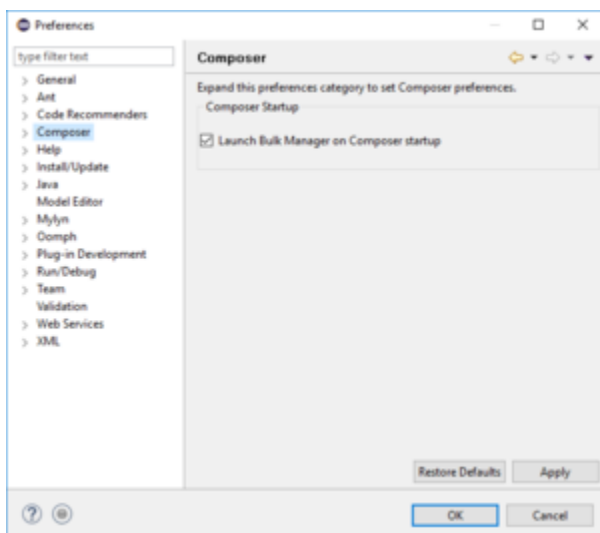 Preferences
type filter text
General
Ant
Code Recommenders
Composer
Help
Install/Update
Java
Model Editor
Mylyn
Oomph
Plug-in Development
Run/Debug
Team
Validation
Web Services
XML
Composer
Expand this preferences category to set Composer preferences.
Composer Startup
Launch Bulk Manager on Composer startup
Restore Defaults
Apply
?
OK
Cancel